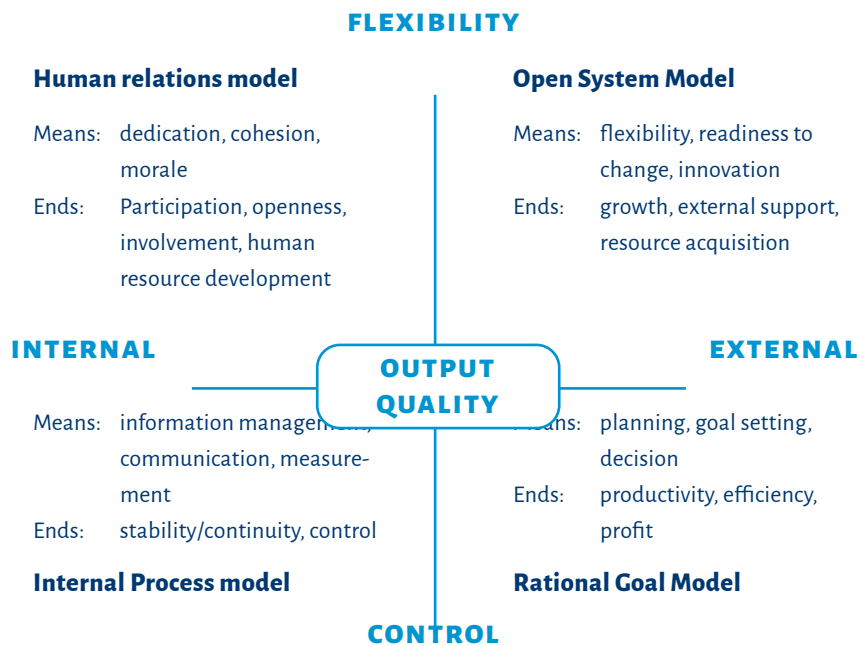 FLEXIBILITY
Human relations model
Means: dedication, cohesion,
morale
Ends: Participation, openness,
involvement, human
resource development
Open System Model
Means: flexibility, readiness to
change, innovation
Ends: growth, external support,
resource acquisition
INTERNAL
EXTERNAL
OUTPUT
QUALITY
Means: information management,
communication, measure-
ment
Ends: stability/continuity, control
Internal Process model
Means: planning, goal setting,
decision
Ends: productivity, efficiency,
profit
Rational Goal Model
CONTROL